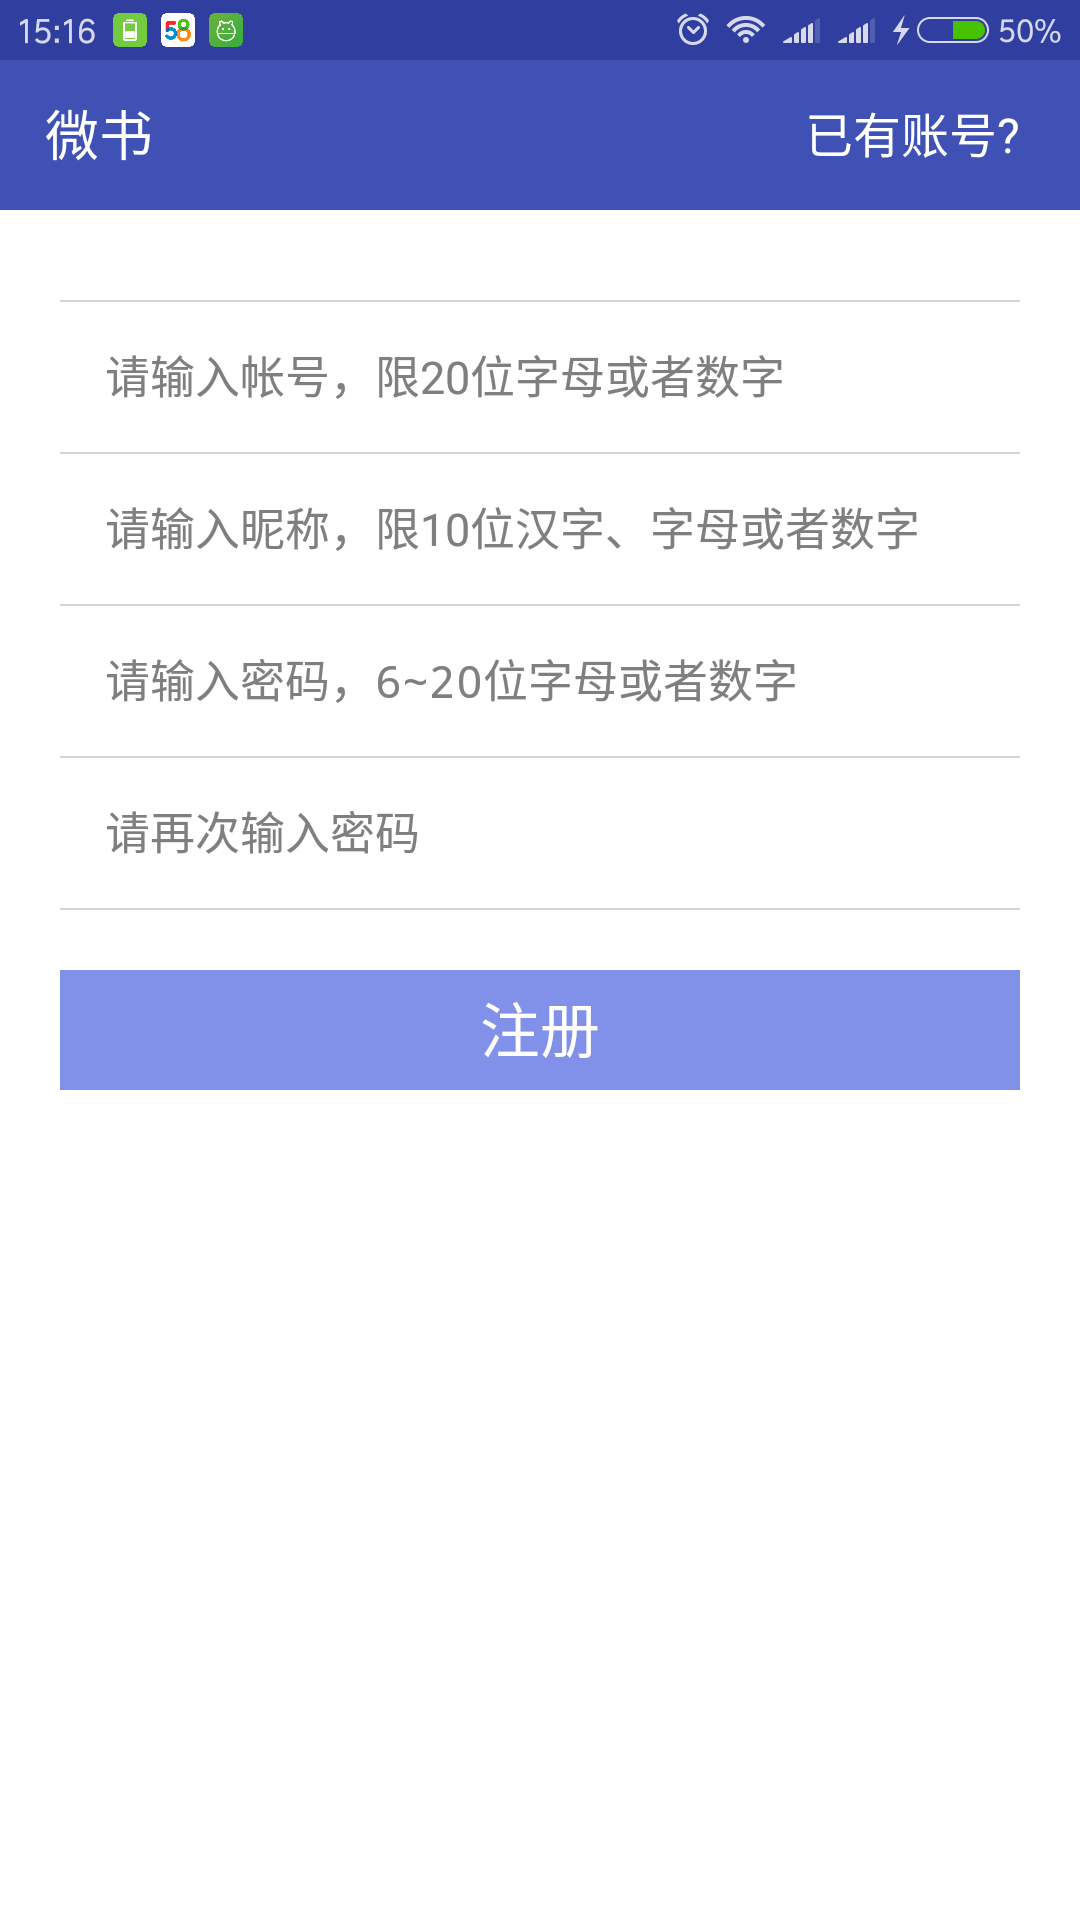 15:16 58 50%
微书 已有账号?
请输入帐号，限20位字母或者数字
请输入昵称，限10位汉字、字母或者数字
请输入密码，6~20位字母或者数字
请再次输入密码
注册